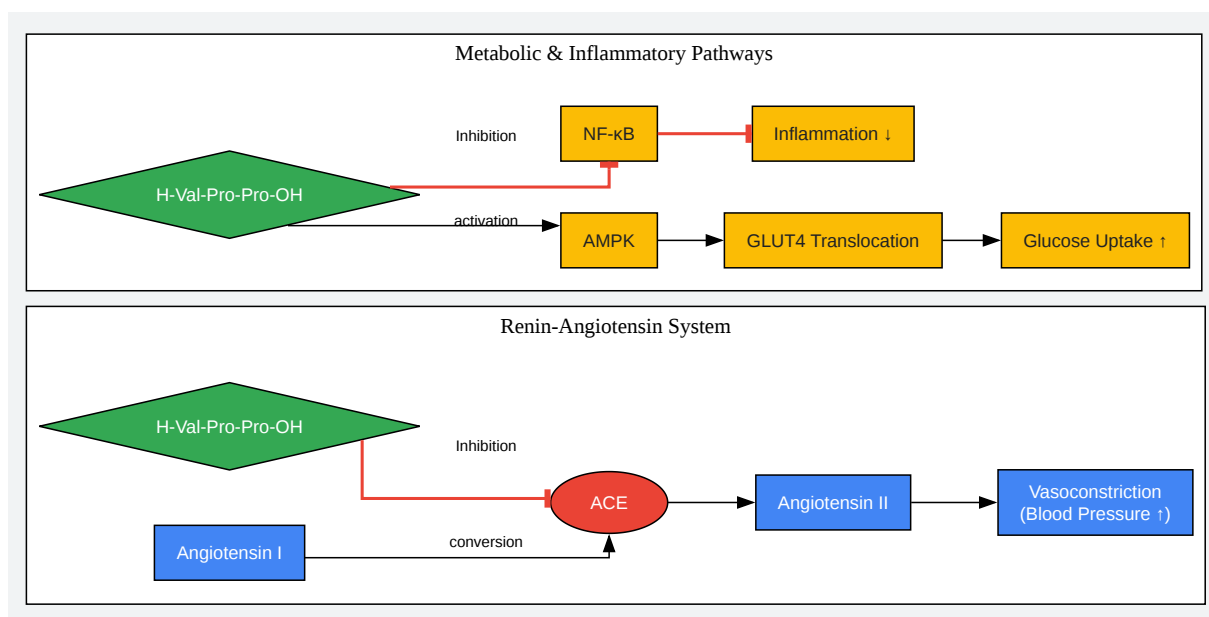 Metabolic & Inflammatory Pathways
Inhibition
NF-κB
Inflammation ↓
H-Val-Pro-Pro-OH
activation
AMPK
GLUT4 Translocation
Glucose Uptake ↑
Renin-Angiotensin System
H-Val-Pro-Pro-OH
Inhibition
ACE
Angiotensin II
Vasoconstriction
(Blood Pressure ↑)
Angiotensin I
conversion